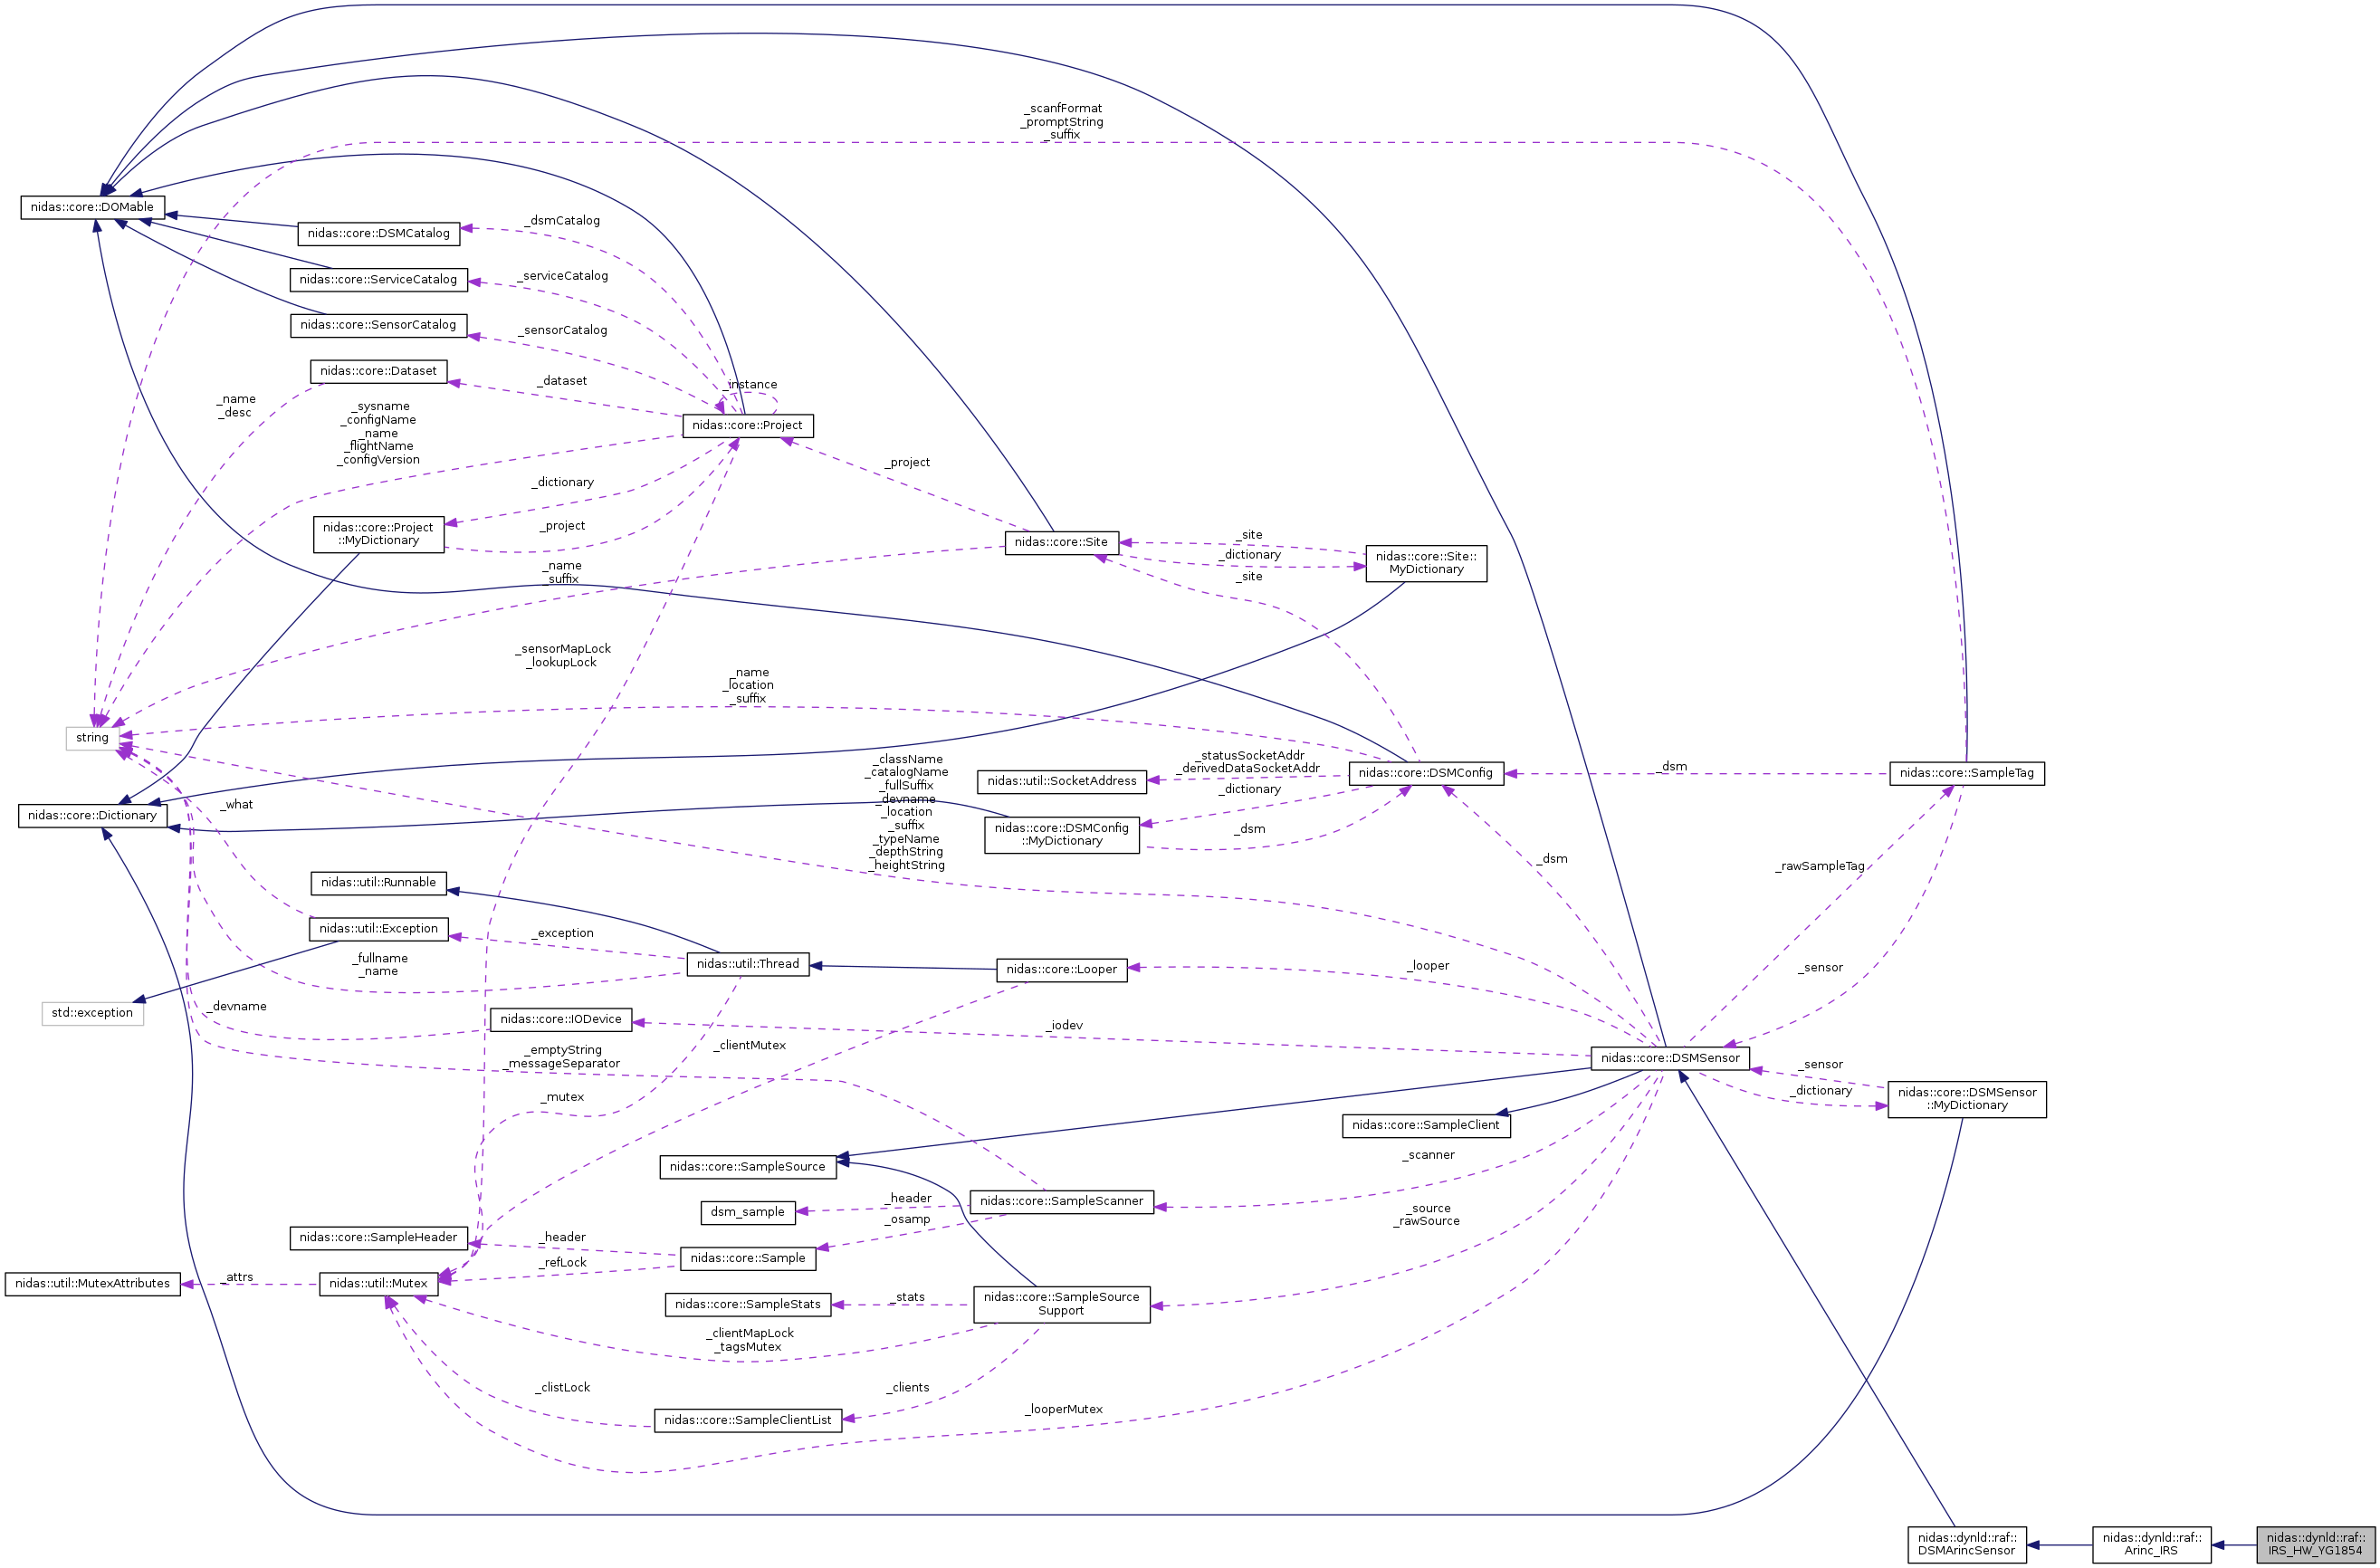 _scanfFormat
_promptString
_suffix
nidas::core::DOMable
_dsmCatalog
nidas::core::DSMCatalog
_serviceCatalog
nidas::core::ServiceCatalog
_sensorCatalog
nidas::core::SensorCatalog
nidas::core::Dataset
_dataset
_instance
_name
_desc
_sysname
_configName
_name
_flightName
_configVersion
nidas::core::Project
_project
_dictionary
nidas::core::Project
::MyDictionary
_project
nidas::core::Site
_site
_dictionary
_site
nidas::core::Site::
MyDictionary
_name
_suffix
_sensorMapLock
_lookupLock
_name
_location
_suffix
string
_statusSocketAddr
_derivedDataSocketAddr
nidas::util::SocketAddress
nidas::core::DSMConfig
_dsm
nidas::core::SampleTag
_className
_catalogName
_fullSuffix
_devname
_location
_suffix
_typeName
_depthString
_heightString
_dictionary
nidas::core::Dictionary
_what
nidas::core::DSMConfig
::MyDictionary
_dsm
_dsm
_rawSampleTag
nidas::util::Runnable
nidas::util::Exception
_exception
_fullname
_name
nidas::util::Thread
nidas::core::Looper
_looper
_sensor
std::exception
_devname
nidas::core::IODevice
_iodev
_emptyString
_messageSeparator
_clientMutex
nidas::core::DSMSensor
_sensor
_dictionary
nidas::core::DSMSensor
::MyDictionary
_mutex
nidas::core::SampleClient
nidas::core::SampleSource
_scanner
nidas::core::SampleScanner
_header
dsm_sample
_osamp
_source
_rawSource
nidas::core::SampleHeader
_header
nidas::core::Sample
_refLock
nidas::util::MutexAttributes
_attrs
nidas::util::Mutex
nidas::core::SampleStats
_stats
nidas::core::SampleSource
Support
_clientMapLock
_tagsMutex
_clistLock
_clients
nidas::core::SampleClientList
_looperMutex
nidas::dynld::raf::
DSMArincSensor
nidas::dynld::raf::
Arinc_IRS
nidas::dynld::raf::
IRS_HW_YG1854